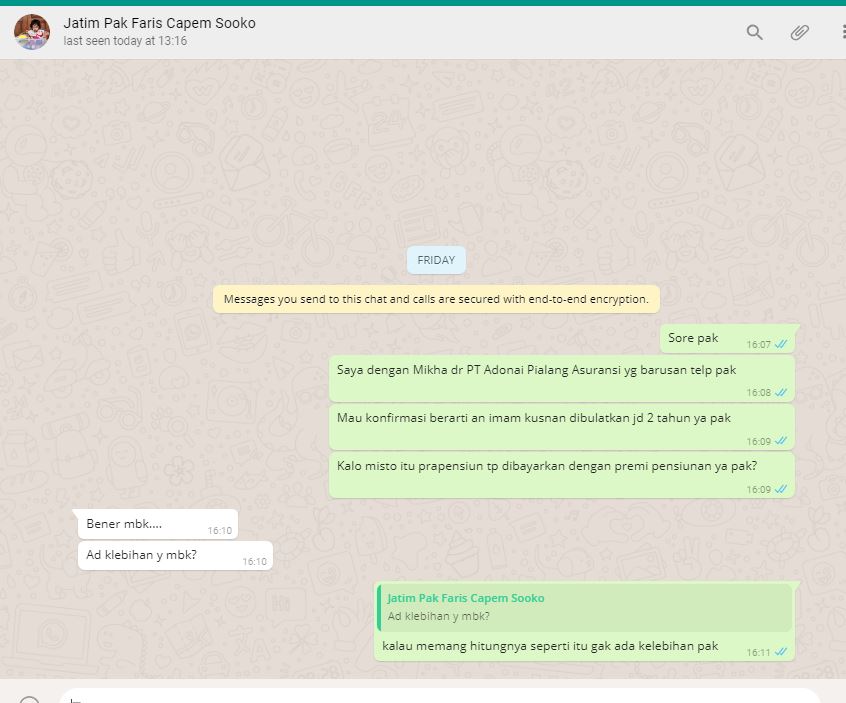 Jatim Pak Faris Capem Sooko
last seen today at 13:16
FRIDAY
Messages you send to this chat and calls are secured with end-to-end encryption.
Sore pak
16:07
Saya dengan Mikha dr PT Adonai Pialang Asuransi yg barusan telp pak
16:08
Mau konfirmasi berarti an imam kusnan dibulatkan jd 2 tahun ya pak
16:09
Kalo misto itu prapensiun tp dibayarkan dengan premi pensiunan ya pak?
16:09
Bener mbk....
16:10
Ad klebihan y mbk?
16:10
Jatim Pak Faris Capem Sooko
Ad klebihan y mbk?
kalau memang hitungnya seperti itu gak ada kelebihan pak
16:11